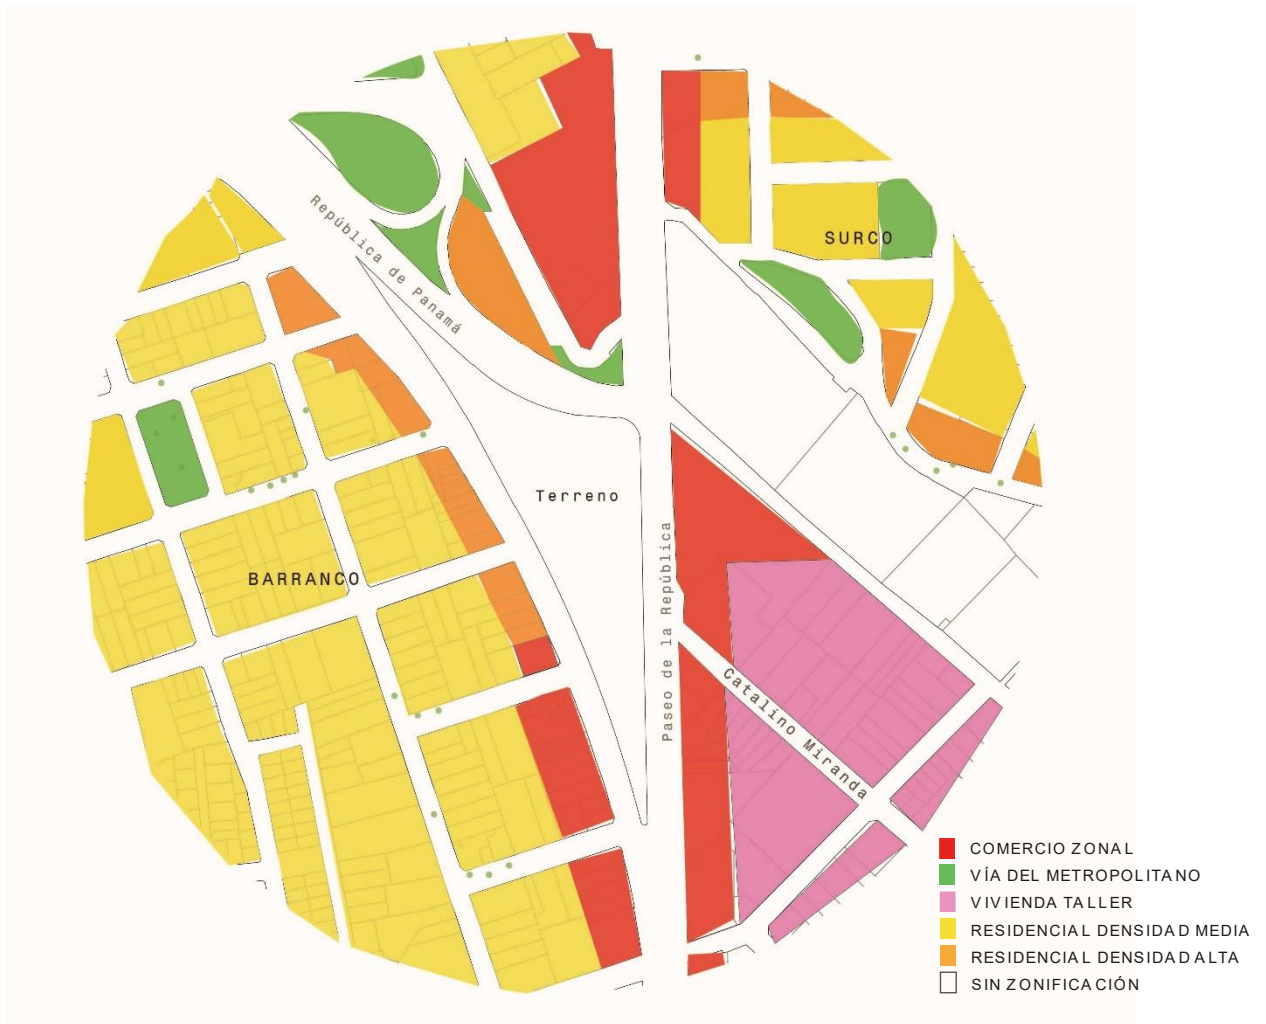 República de Panamá
SURCO
Terreno
BARRANCO
Paseo de la República
Catalino Miranda
COMERCIO ZONAL
VÍA DEL METROPOLITANO
VIVIENDA TALLER
RESIDENCIAL DENSIDAD MEDIA
RESIDENCIAL DENSIDAD ALTA
SIN ZONIFICACIÓN